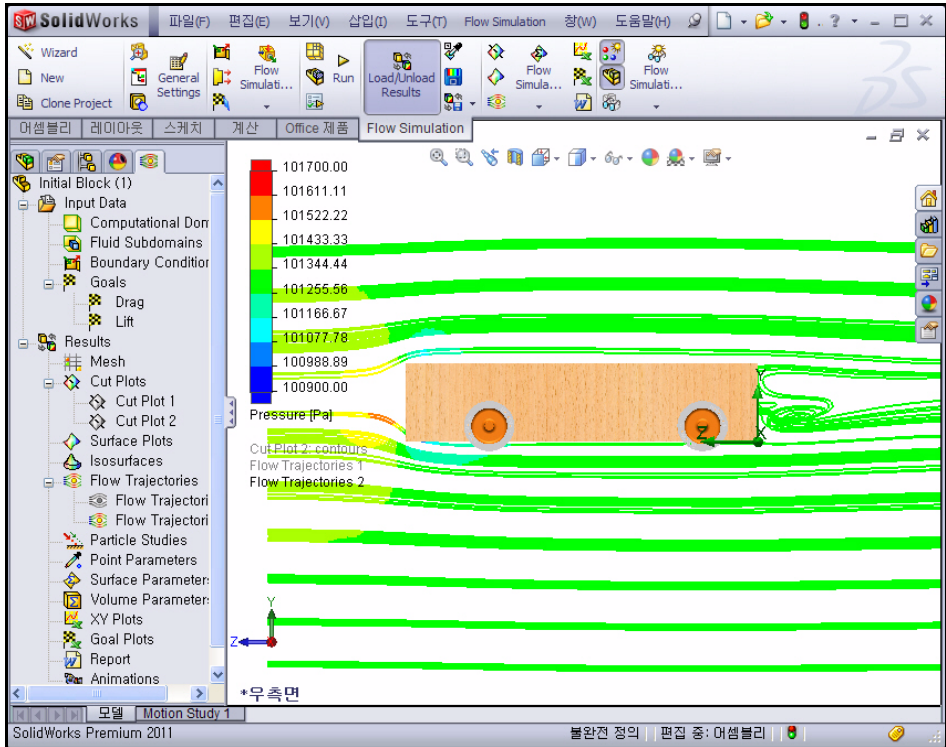 SolidWorks 파일(F) 편집(E) 보기(V) 삽입(I) 도구(T) Flow Simulation 창(W) 도움말(H)
Wizard
New
Clone Project
General Settings
Flow Simulati...
Run
Load/Unload Results
Flow Simula...
Flow Simulati...
어셈블리 레이아웃 스케치 계산 Office 제품 Flow Simulation
Initial Block (1)
Input Data
Computational Dom
Fluid Subdomains
Boundary Condition
Goals
Drag
Lift
Results
Mesh
Cut Plots
Cut Plot 1
Cut Plot 2
Surface Plots
Isosurfaces
Flow Trajectories
Flow Trajectori
Flow Trajectori
Particle Studies
Point Parameters
Surface Parameters
Volume Parameters
XY Plots
Goal Plots
Report
Animations
101700.00
101611.11
101522.22
101433.33
101344.44
101255.56
101166.67
101077.78
100988.89
100900.00
Pressure [Pa]
Cut Plot 2: contours
Flow Trajectories 1
Flow Trajectories 2
Y
Z X
Y
Z
*우측면
모델 Motion Study 1
SolidWorks Premium 2011 불완전 정의 편집 중: 어셈블리